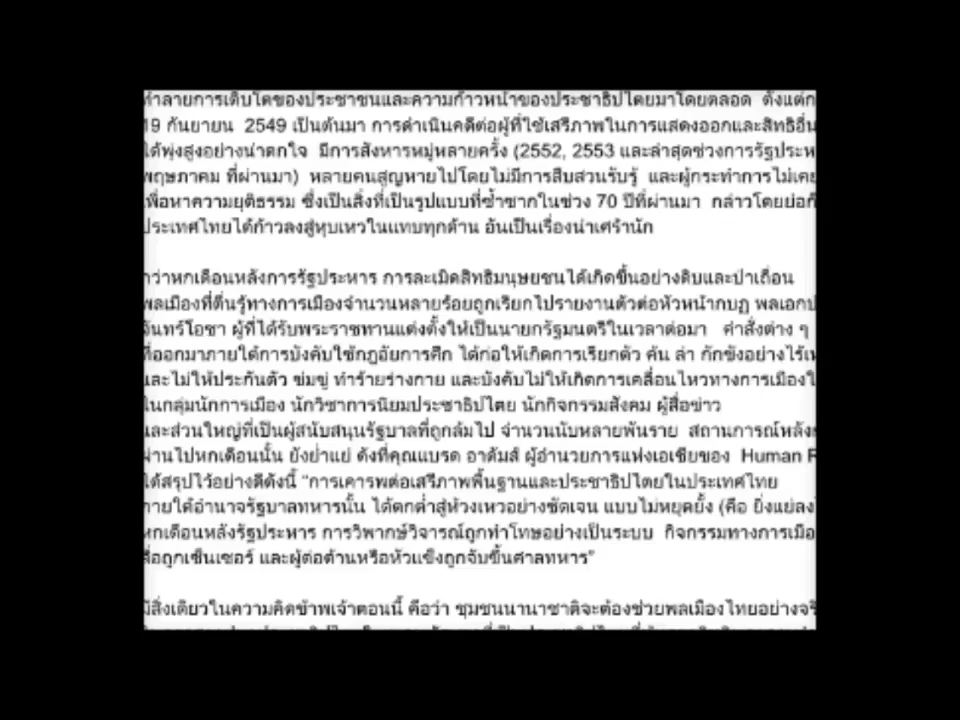 ทำลายการเติบโตของประชาชนและความก้าวหน้าของประชาธิปไตยมาโดยตลอด ตั้งแต่
19 กันยายน 2549 เป็นต้นมา การดำเนินคดีต่อผู้ที่ใช้เสรีภาพในการแสดงออกและสิทธิอื่น
ได้พุ่งสูงอย่างน่าตกใจ มีการสังหารหมู่หลายครั้ง (2552, 2553 และล่าสุดช่วงการรัฐประห
พฤษภาคม ที่ผ่านมา) หลายคนสูญหายไปโดยไม่มีการสืบสวนรับรู้ และผู้กระทำการไม่เคย
เพื่อหาความยุติธรรม ซึ่งเป็นสิ่งที่เป็นรูปแบบที่ซ้ำซากในช่วง 70 ปีที่ผ่านมา กล่าวโดยย่อก็
ประเทศไทยได้ก้าวลงสู่หุบเหวในแทบทุกด้าน อันเป็นเรื่องน่าเศร้านัก
กว่าหกเดือนหลังการรัฐประหาร การละเมิดสิทธิมนุษยชนได้เกิดขึ้นอย่างดิบและป่าเถื่อน
พลเมืองที่ตื่นรู้ทางการเมืองจำนวนหลายร้อยถูกเรียกไปรายงานตัวต่อหัวหน้ากบฏ พลเอกป
จันทร์โอชา ผู้ที่ได้รับพระราชทานแต่งตั้งให้เป็นนายกรัฐมนตรีในเวลาต่อมา คำสั่งต่าง ๆ
ที่ออกมาภายใต้การบังคับใช้กฎอัยการศึก ได้ก่อให้เกิดการเรียกตัว ค้น ล่า กักขังอย่างไร้เห
และไม่ให้ประกันตัว ข่มขู่ ทำร้ายร่างกาย และบังคับไม่ให้เกิดการเคลื่อนไหวทางการเมืองใ
ในกลุ่มนักการเมือง นักวิชาการนิยมประชาธิปไตย นักกิจกรรมสังคม ผู้สื่อข่าว
และส่วนใหญ่ที่เป็นผู้สนับสนุนรัฐบาลที่ถูกล้มไป จำนวนนับหลายพันราย สถานการณ์หลัง
ผ่านไปหกเดือนนั้น ยังย่ำแย่ ดังที่คุณแบรด อาดัมส์ ผู้อำนวยการแห่งเอเชียของ Human R
ได้สรุปไว้อย่างดีดังนี้ "การเคารพต่อเสรีภาพพื้นฐานและประชาธิปไตยในประเทศไทย
ภายใต้อำนาจรัฐบาลทหารนั้น ได้ตกต่ำสู่ห้วงเหวอย่างชัดเจน แบบไม่หยุดยั้ง (คือ ยิ่งแย่ลง
หกเดือนหลังรัฐประหาร การวิพากษ์วิจารณ์ถูกทำโทษอย่างเป็นระบบ กิจกรรมทางการเมือ
สื่อถูกเซ็นเซอร์ และผู้ต่อต้านหรือหัวแข็งถูกจับขึ้นศาลทหาร"
มีสิ่งเดียวในความคิดข้าพเจ้าตอนนี้ คือว่า ชุมชนนานาชาติจะต้องช่วยพลเมืองไทยอย่างจริ